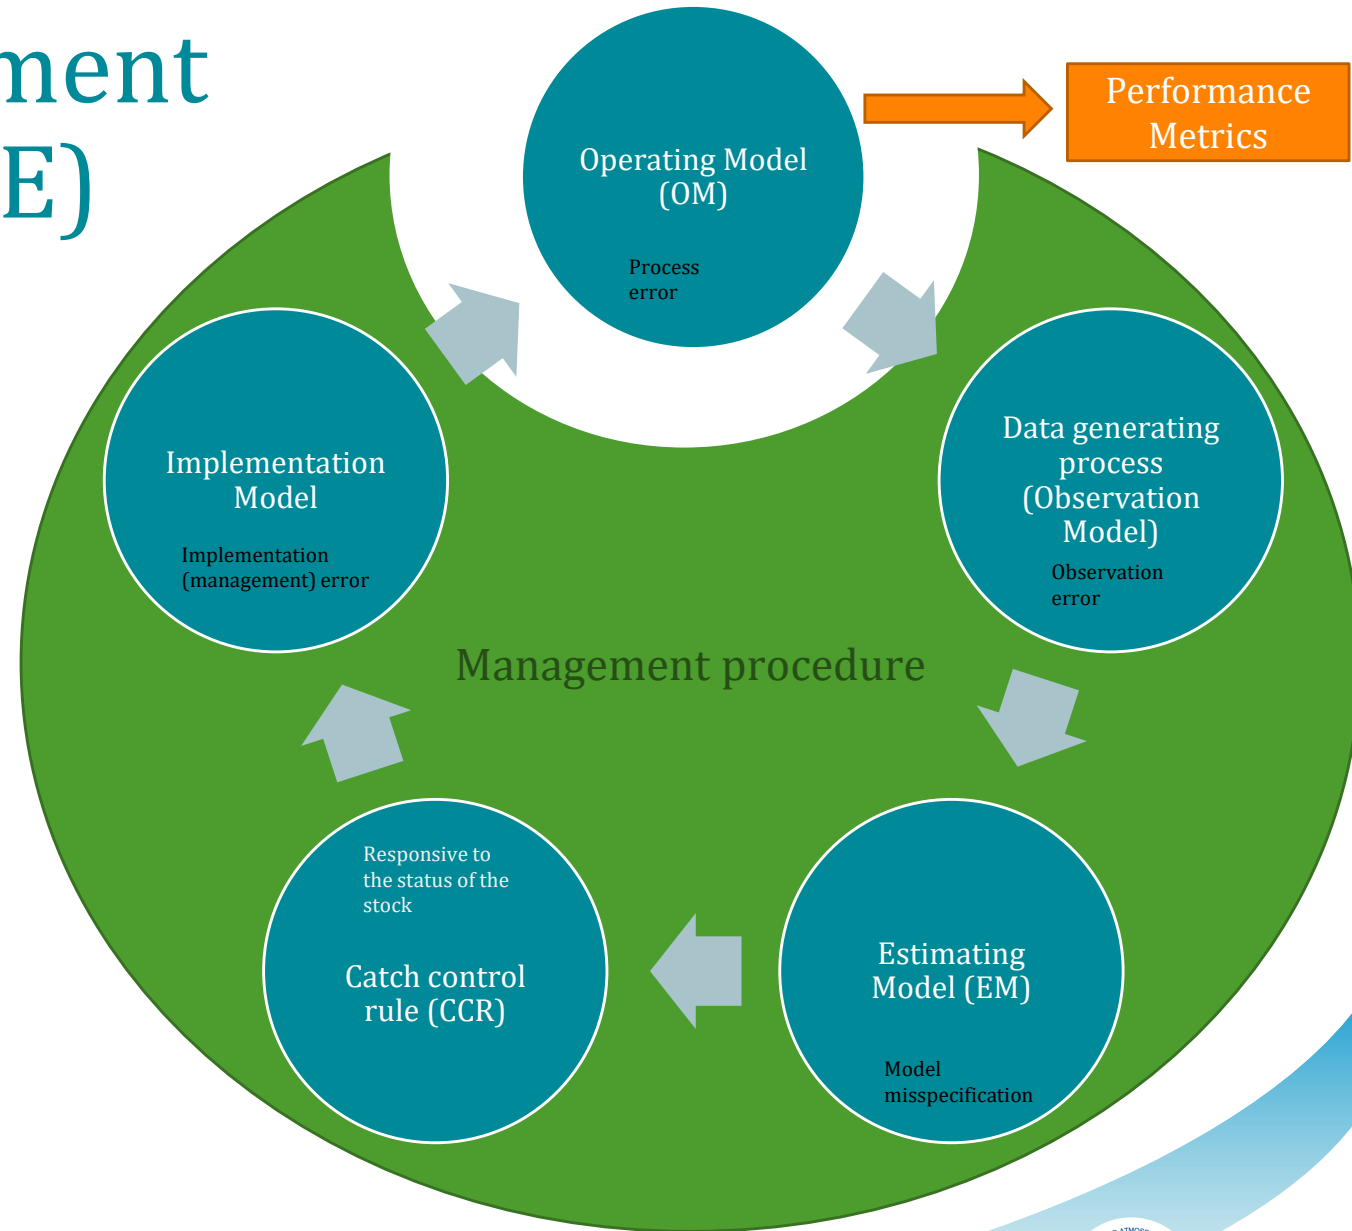 ment
E)
Performance
Metrics
Operating Model
(OM)
Process
error
Data generating
process
(Observation
Model)
Observation
error
Implementation
Model
Implementation
(management) error
Management procedure
Responsive to
the status of the
stock
Catch control
rule (CCR)
Estimating
Model (EM)
Model
misspecification